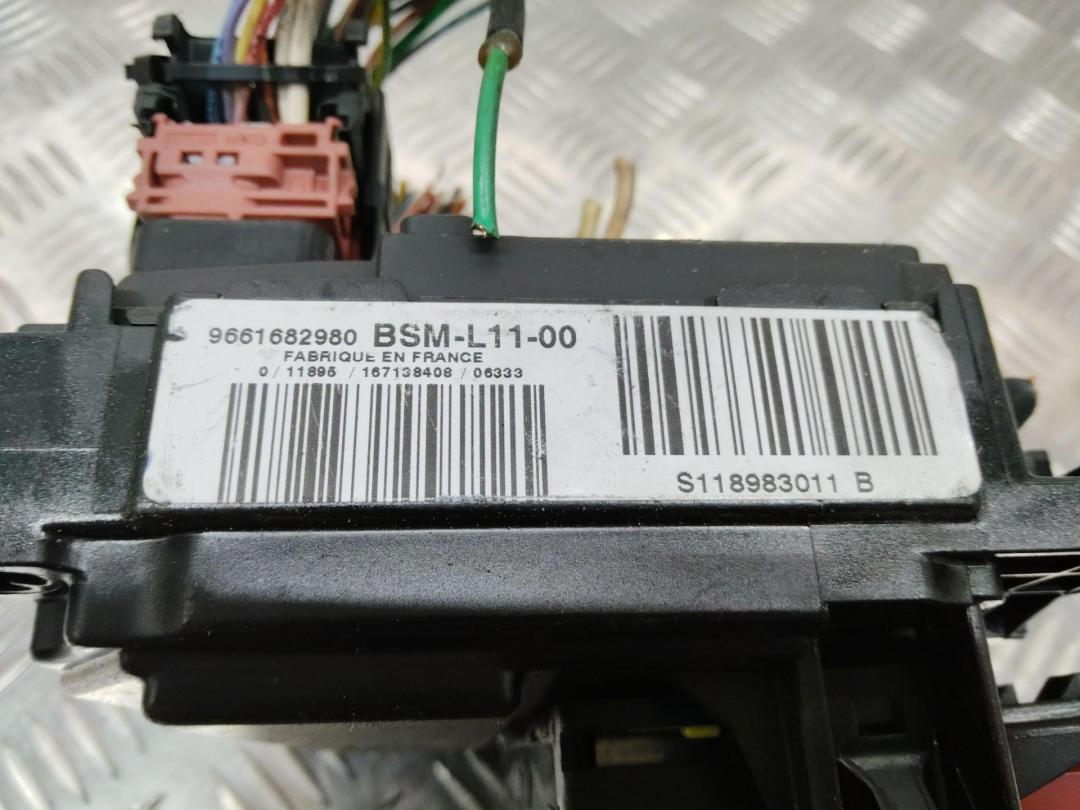 9661682980 BSM-L11-00
FABRIQUE EN FRANCE
0 / 11895 / 167138408 / 06333
S118983011 B